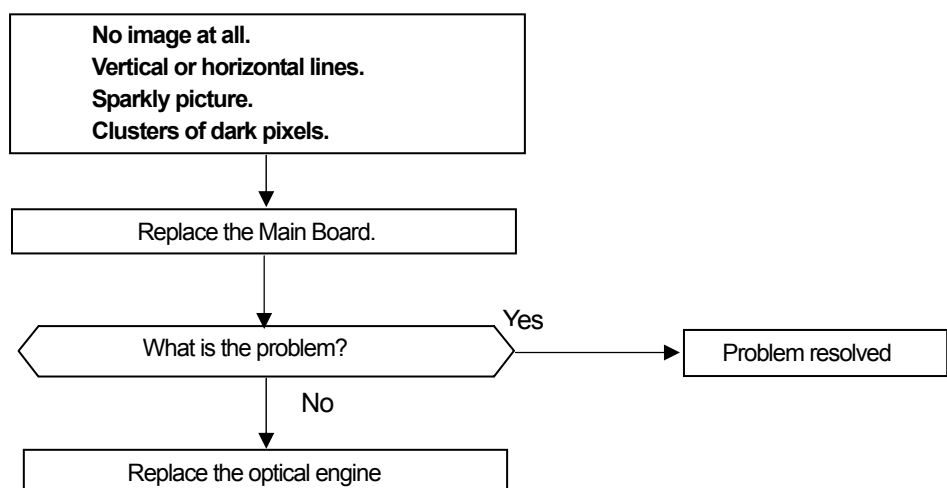 No image at all.
Vertical or horizontal lines.
Sparkly picture.
Clusters of dark pixels.
Replace the Main Board.
What is the problem?
Yes
Problem resolved
No
Replace the optical engine